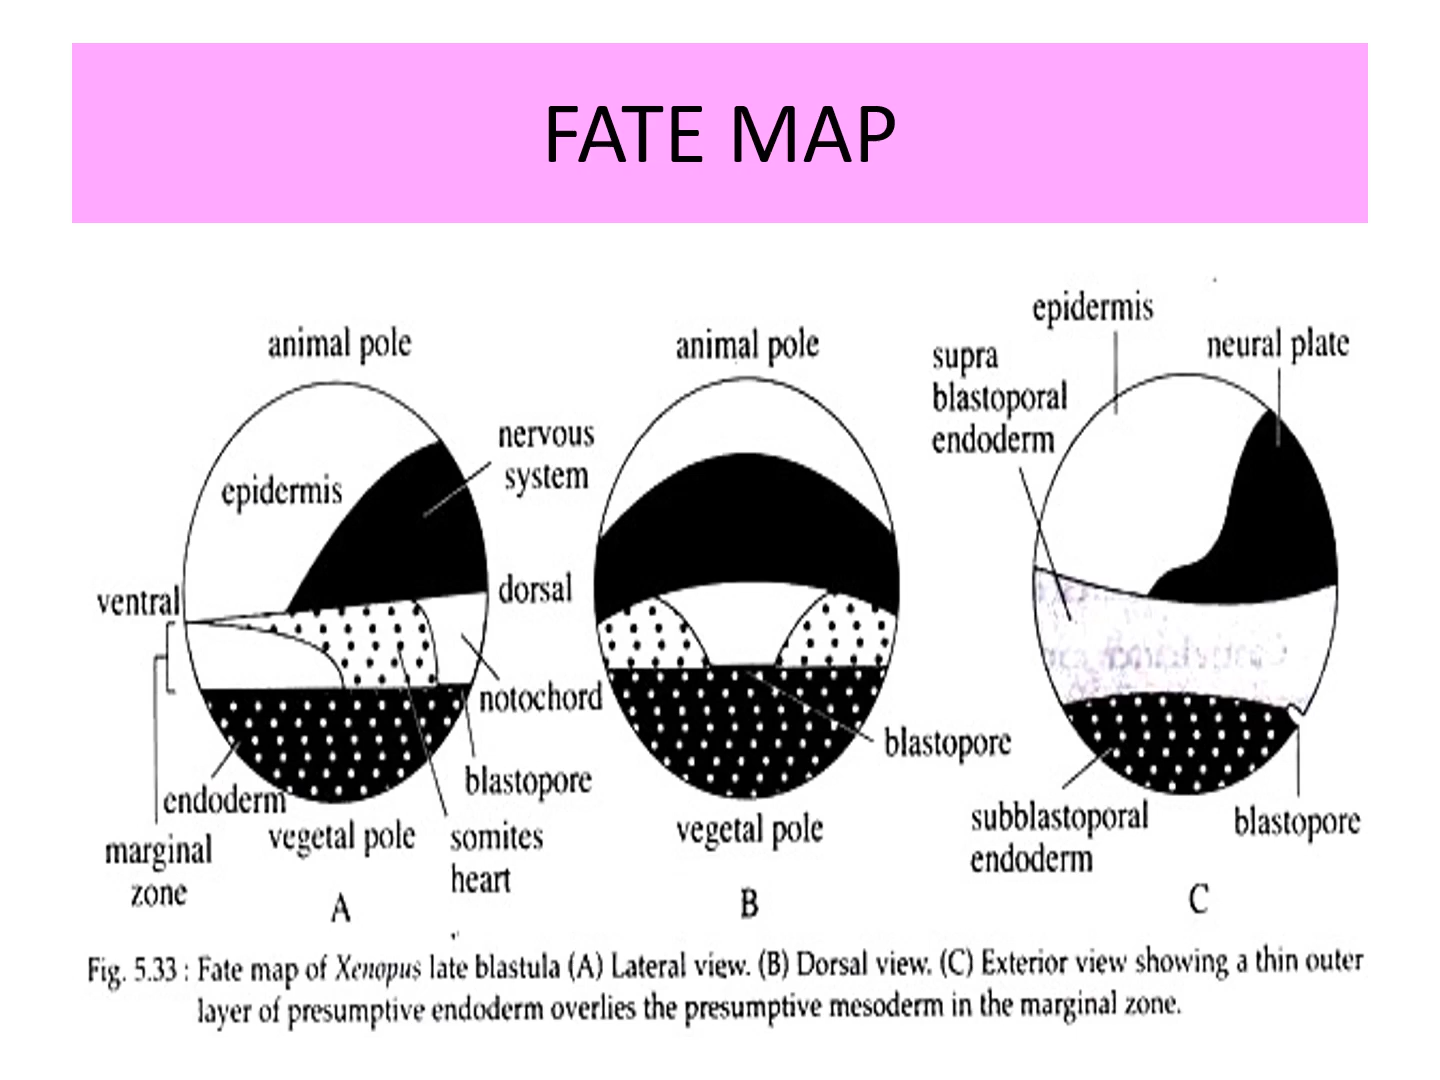 FATE MAP
animal pole
nervous
system
epidermis
ventral
dorsal
notochord
blastopore
endoderm
vegetal pole
somites
heart
marginal
zone
A
animal pole
blastopore
vegetal pole
B
epidermis
neural plate
supra
blastoporal
endoderm
subblastoporal
endoderm
blastopore
C
Fig. 5.33 : Fate map of Xenopus late blastula (A) Lateral view. (B) Dorsal view. (C) Exterior view showing a thin outer
layer of presumptive endoderm overlies the presumptive mesoderm in the marginal zone.